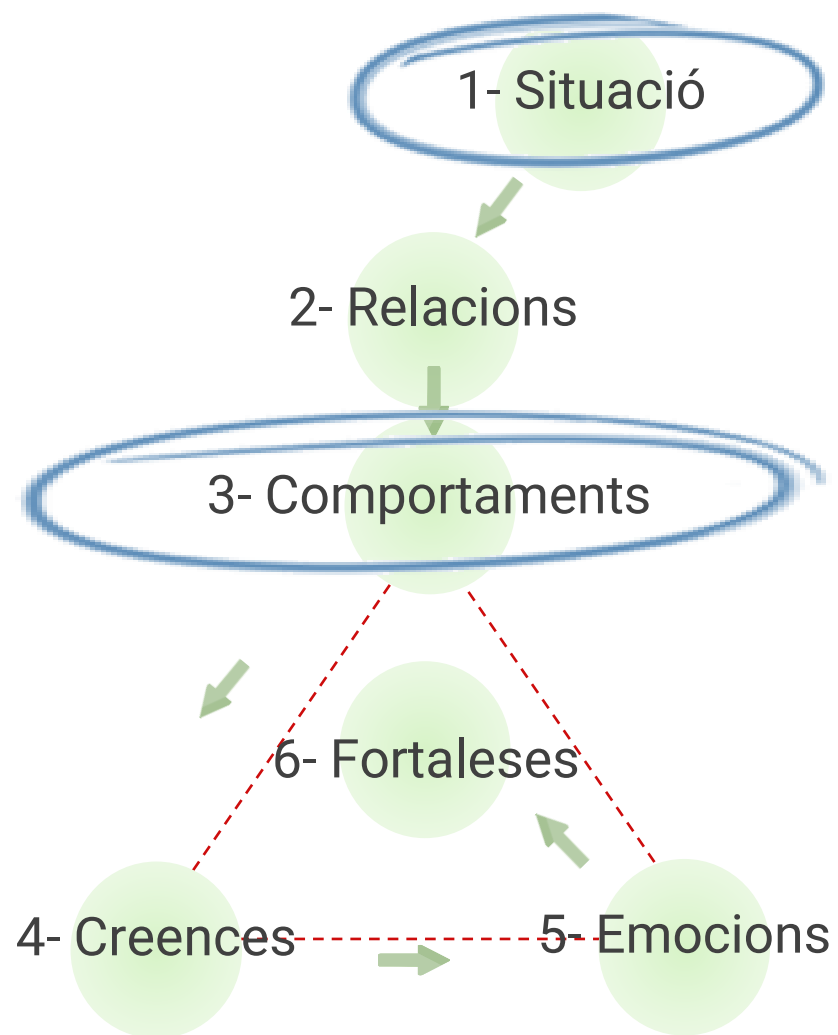 1- Situació
2- Relacions
3- Comportaments
6- Fortaleses
4- Creences
5- Emocions